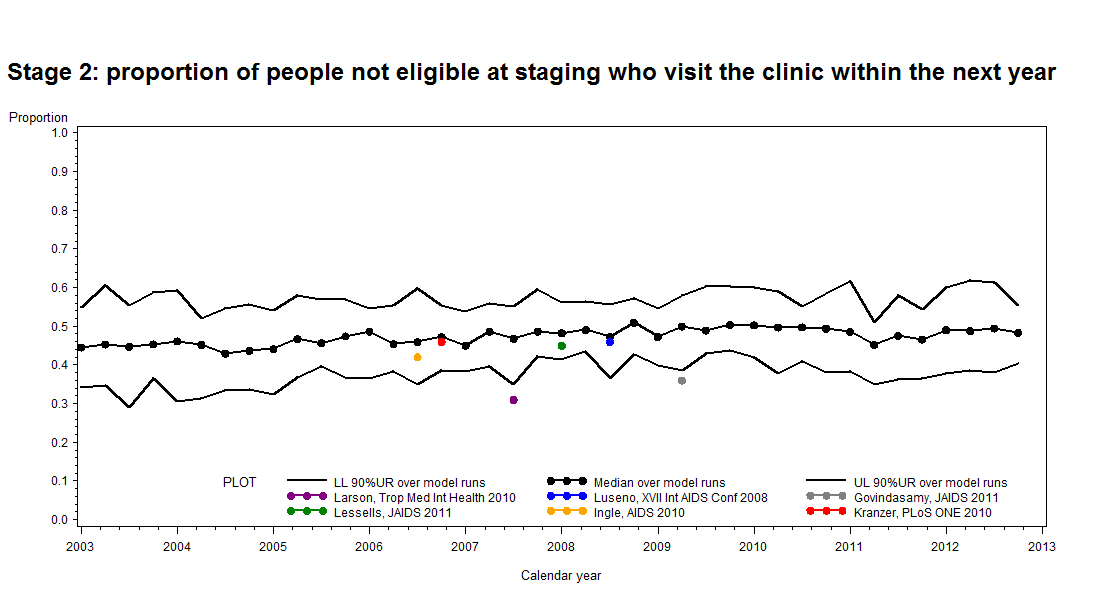 Stage 2: proportion of people not eligible at staging who visit the clinic within the next year
Proportion
1.0
0.9
0.8
0.7
0.6
0.5
0.4
0.3
0.2
0.1
0.0
PLOT LL 90%UR over model runs Median over model runs UL 90%UR over model runs
Larson, Trop Med Int Health 2010 Luseno, XVII Int AIDS Conf 2008 Govindasamy, JAIDS 2011
Lessells, JAIDS 2011 Ingle, AIDS 2010 Kranzer, PLoS ONE 2010
2003 2004 2005 2006 2007 2008 2009 2010 2011 2012 2013
Calendar year